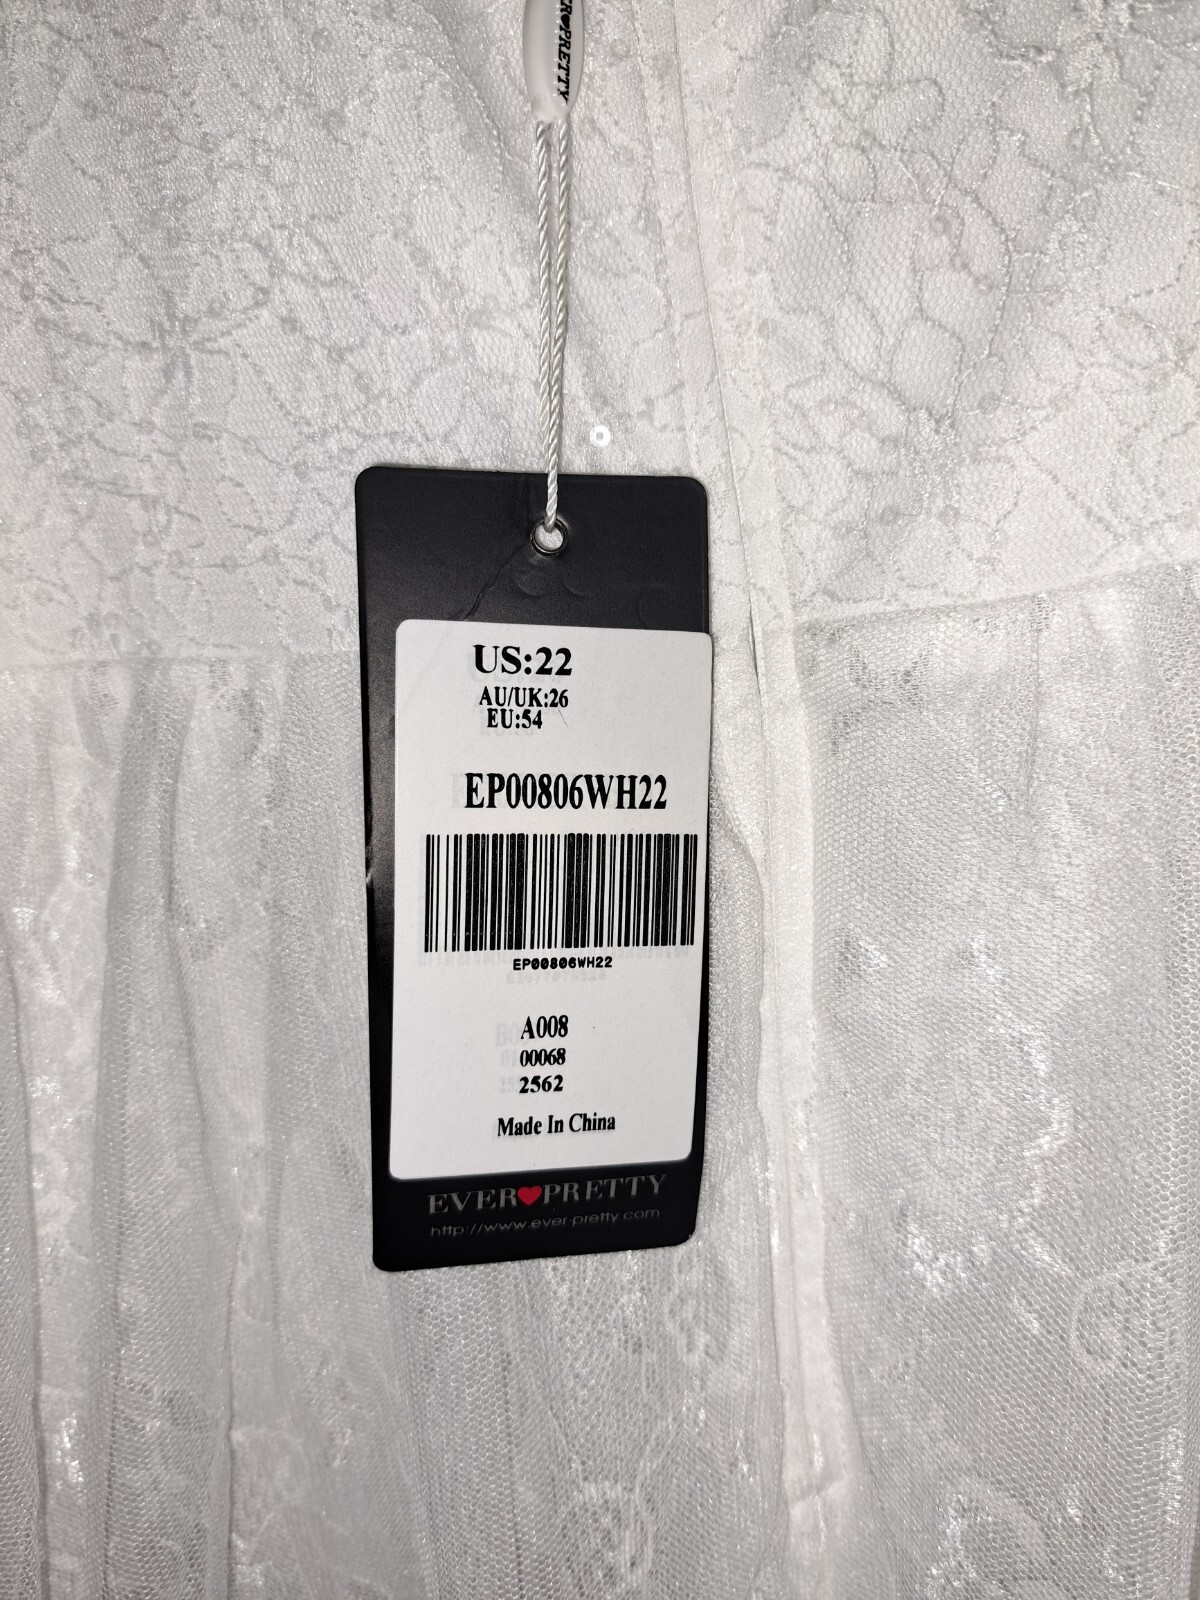 PRETTY
US:22
AU/UK:26
EU:54
EP00806WH22
EP00806WH22
A008
00068
2562
Made In China
EVER❤PRETTY
http://www.ever-pretty.com